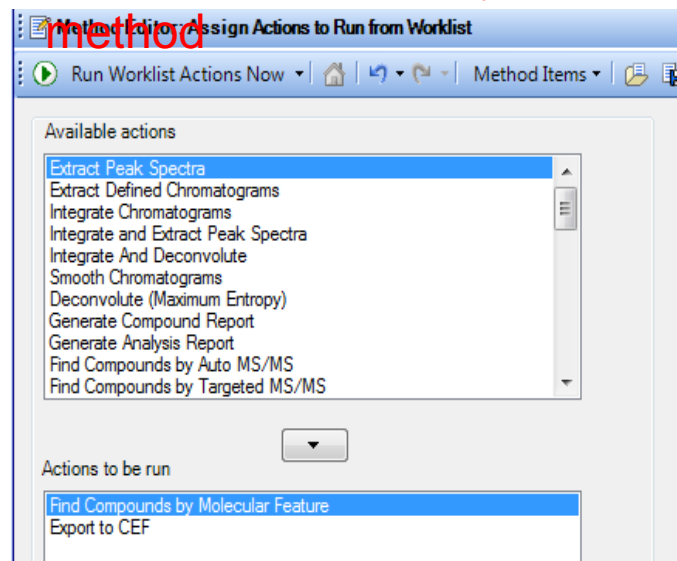 Method Editor: Assign Actions to Run from Worklist
method
Run Worklist Actions Now Method Items
Available actions
Extract Peak Spectra
Extract Defined Chromatograms
Integrate Chromatograms
Integrate and Extract Peak Spectra
Integrate And Deconvolute
Smooth Chromatograms
Deconvolute (Maximum Entropy)
Generate Compound Report
Generate Analysis Report
Find Compounds by Auto MS/MS
Find Compounds by Targeted MS/MS
Actions to be run
Find Compounds by Molecular Feature
Export to CEF